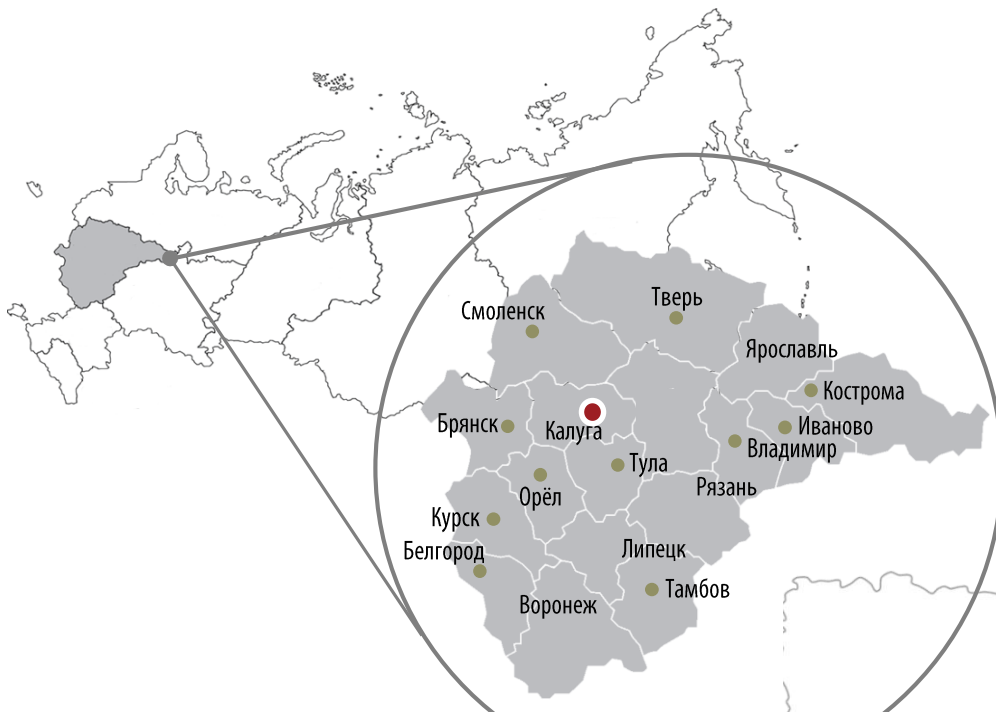 Тверь
Смоленск
Ярославль
Кострома
Брянск
Калуга
Иваново
Владимир
Тула
Рязань
Орёл
Курск
Белгород
Липецк
Тамбов
Воронеж